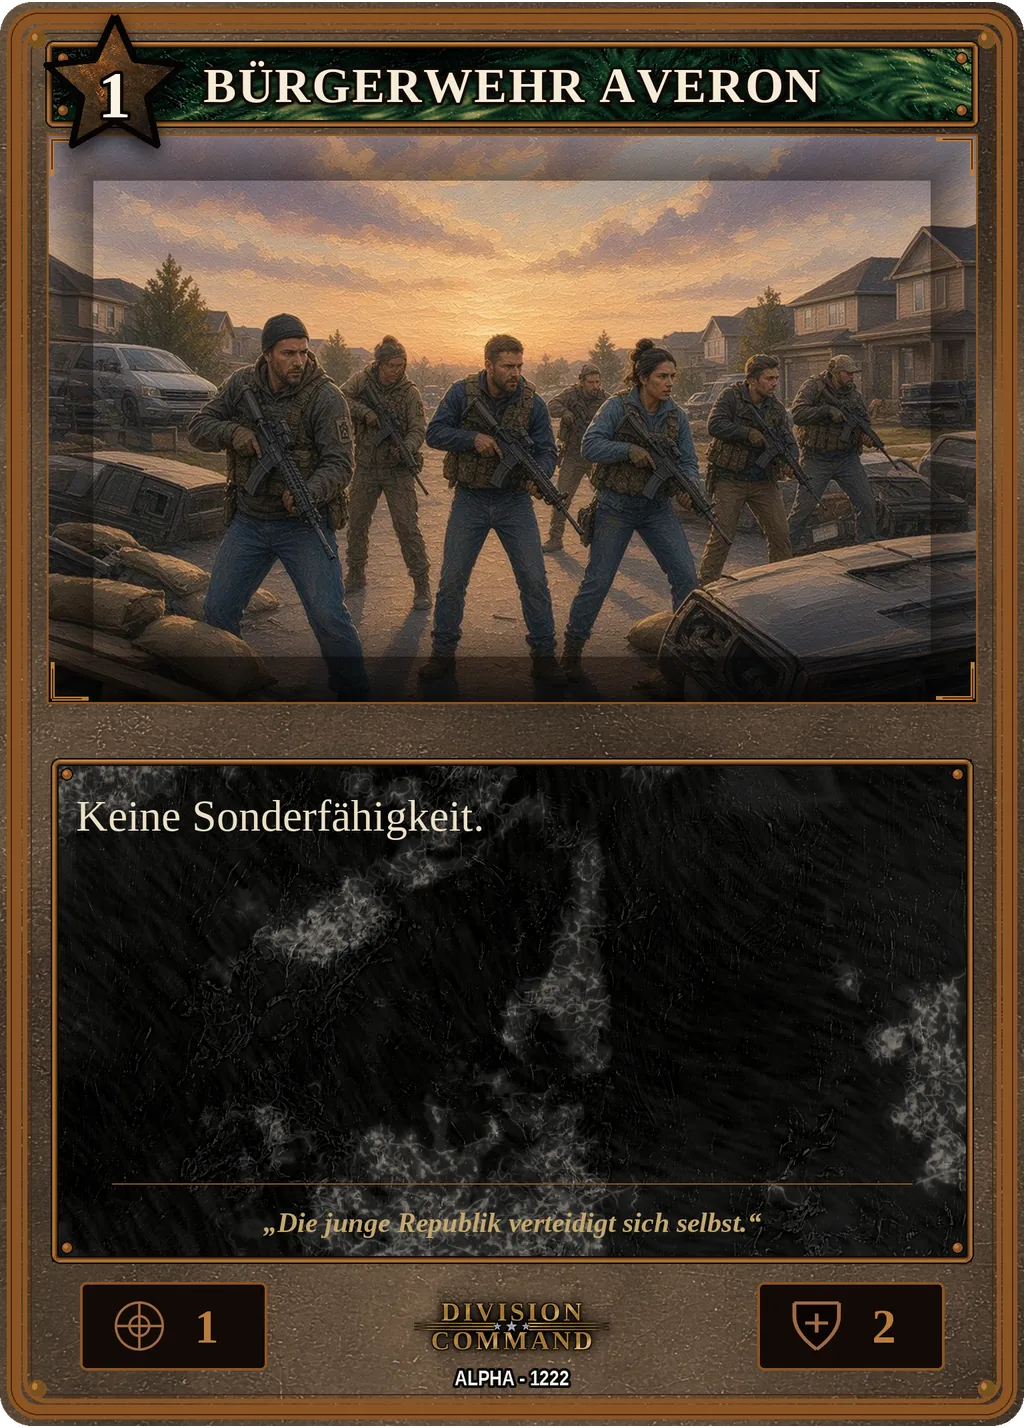 1
BÜRGERWEHR AVERON
Keine Sonderfähigkeit.
„Die junge Republik verteidigt sich selbst.“
1
DIVISION
COMMAND
2
ALPHA - 1222